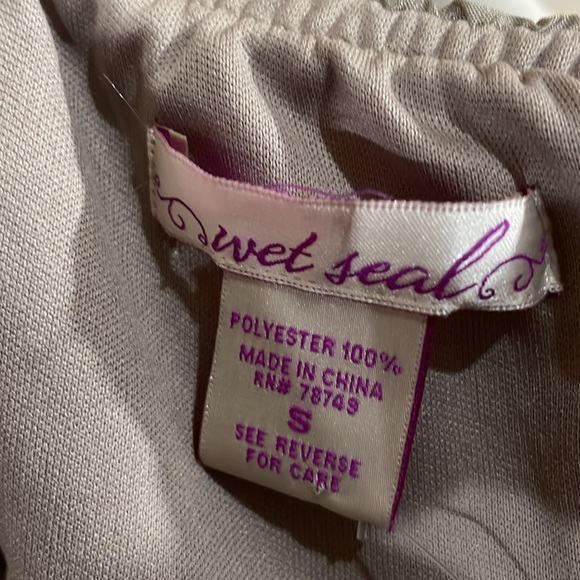 wet seal
POLYESTER 100%
MADE IN CHINA
RN# 78749
S
SEE REVERSE
FOR CARE